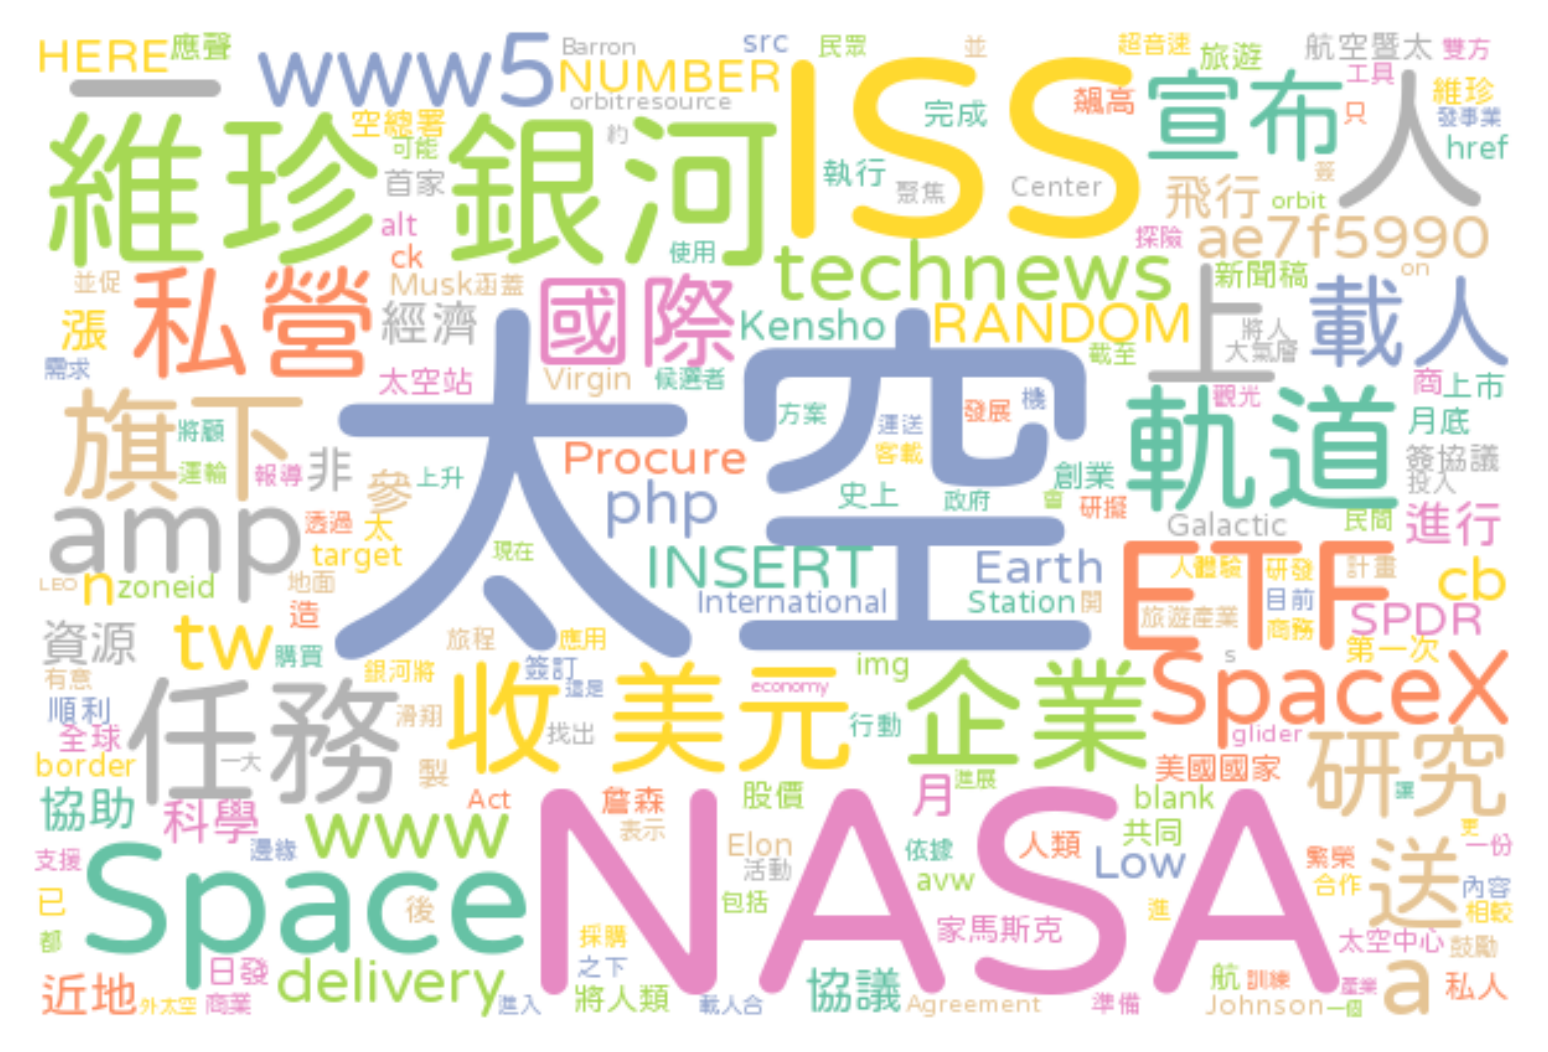 HERE 應聲 www5 Barron src 民眾 並 超音速 旅遊 航空暨太 雙方
一 NUMBER ISS 工具 維珍
orbitresource 完成 飆高 宣布 只 人 發事業
維珍 空總署 銀河 約 href
可能 首家 執行 聚焦 Center 飛行 簽 orbit
alt ae7f5990
ck 使用 technews 探險 on
並促 私營 Musk 涵蓋 國際 上 新聞稿 載人
漲 經濟 Kensho RANDOM 將人
需求 太空站 Virgin 候選者 截至 大氣層
旗下 太空 方案 機 軌道 觀光 商 上市
將顧 運送 發展 月底
運輸 報導 非 參 上升 Procure 客載 創業 簽協議
amp php 史上 政府 會 研擬 投入
透過 太 Galactic 民間 進行
target 現在 INSERT Earth ETF 人體驗 研發 計畫
LEO n zoneid 地面 International Station 開 目前 cb
造 旅遊產業 SPDR
資源 tw 購買 旅程 應用 商務 第一次
有意 銀河將 簽訂 img s
任務 收 美元 這是 economy 企業 SpaceX
順利 滑翔 行動
全球 找出 glider 研究
border 一大 製 進展 美國國家
協助 科學 Act 詹森 股價 月 blank 讓
www 表示 NASA 共同 更
支援 邊緣 Elon 依據 人類 Low 繁榮 送 一份
Space 活動 avw 合作 內容
已 後 包括 進 相較
都 採購 家馬斯克 太空中心 鼓勵
近地 日發 delivery 之下 協議 航 訓練 a 私人
外太空 商業 進入 將人類 載人合 Agreement 準備 Johnson 一個 產業